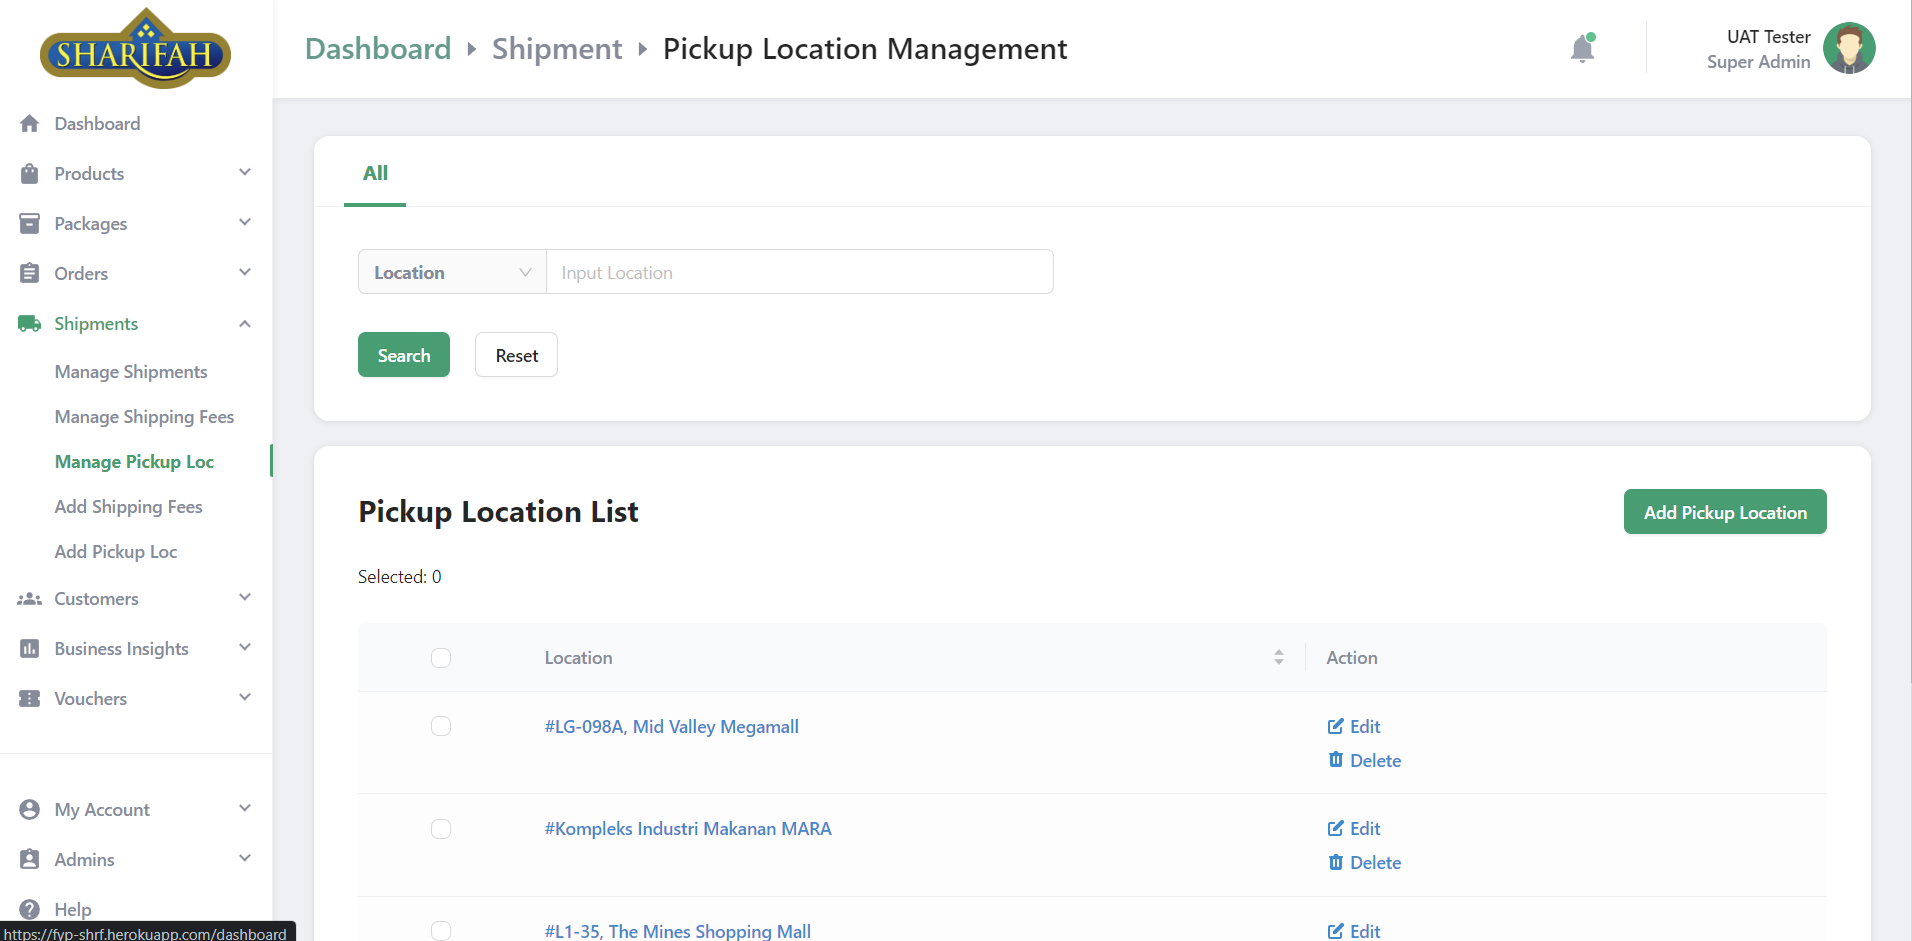 SHARIFAH
Dashboard
Products
Packages
Orders
Shipments
Manage Shipments
Manage Shipping Fees
Manage Pickup Loc
Add Shipping Fees
Add Pickup Loc
Customers
Business Insights
Vouchers
My Account
Admins
Help
https://fyp-shrf.herokuapp.com/dashboard
Dashboard Shipment Pickup Location Management
UAT Tester
Super Admin
All
Location Input Location
Search Reset
Pickup Location List Add Pickup Location
Selected: 0
Location Action
#LG-098A, Mid Valley Megamall Edit
Delete
#Kompleks Industri Makanan MARA Edit
Delete
#L1-35, The Mines Shopping Mall Edit